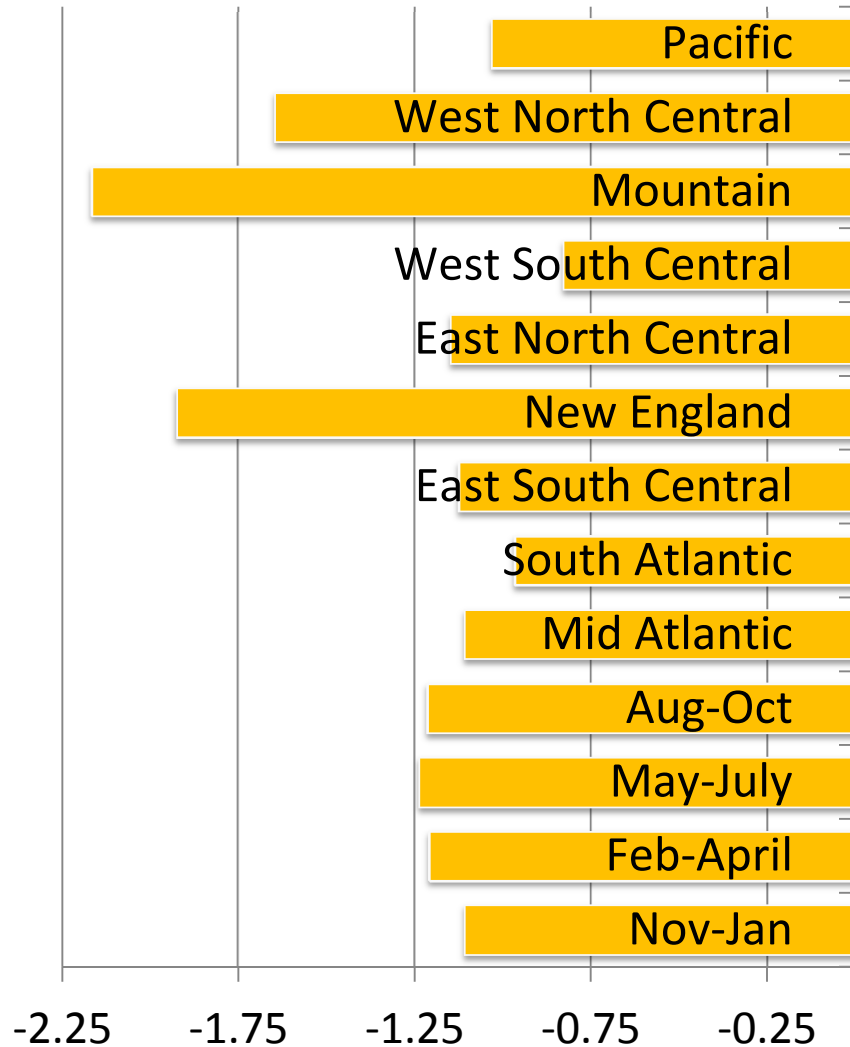 Pacific
West North Central
Mountain
West South Central
East North Central
New England
East South Central
South Atlantic
Mid Atlantic
Aug-Oct
May-July
Feb-April
Nov-Jan
-2.25 -1.75 -1.25 -0.75 -0.25